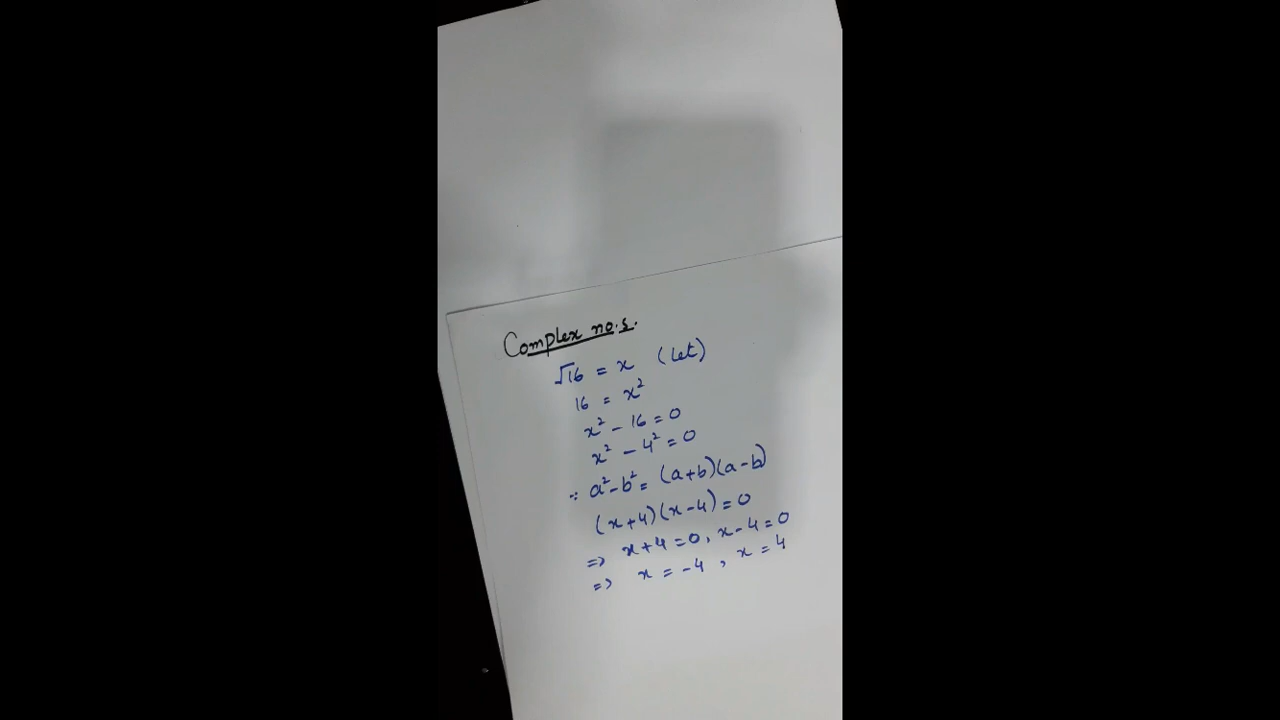 Complex no.s.
√16 = x (let)
16 = x²
x² - 16 = 0
x² - 4² = 0
∵ a² - b² = (a+b)(a-b)
(x+4)(x-4) = 0
=> x+4 = 0, x-4 = 0
=> x = -4, x = 4